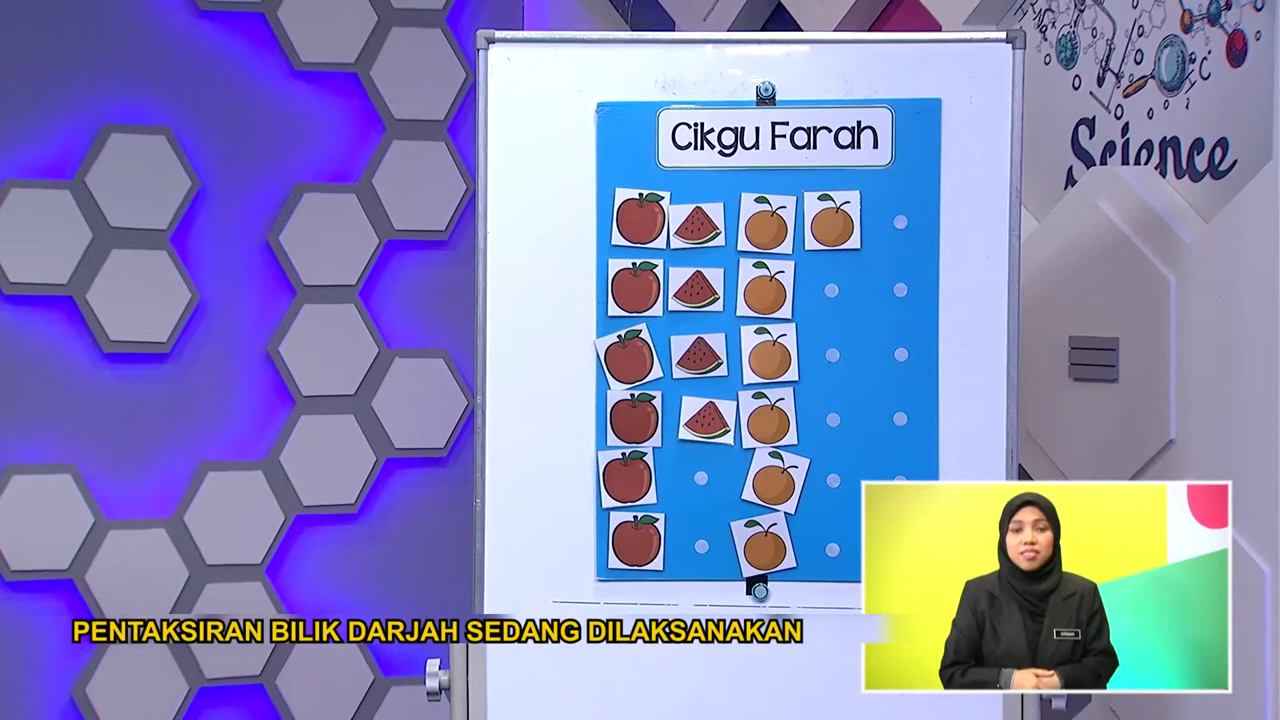 Cikgu Farah
Science
PENTAKSIRAN BILIK DARJAH SEDANG DILAKSANAKAN